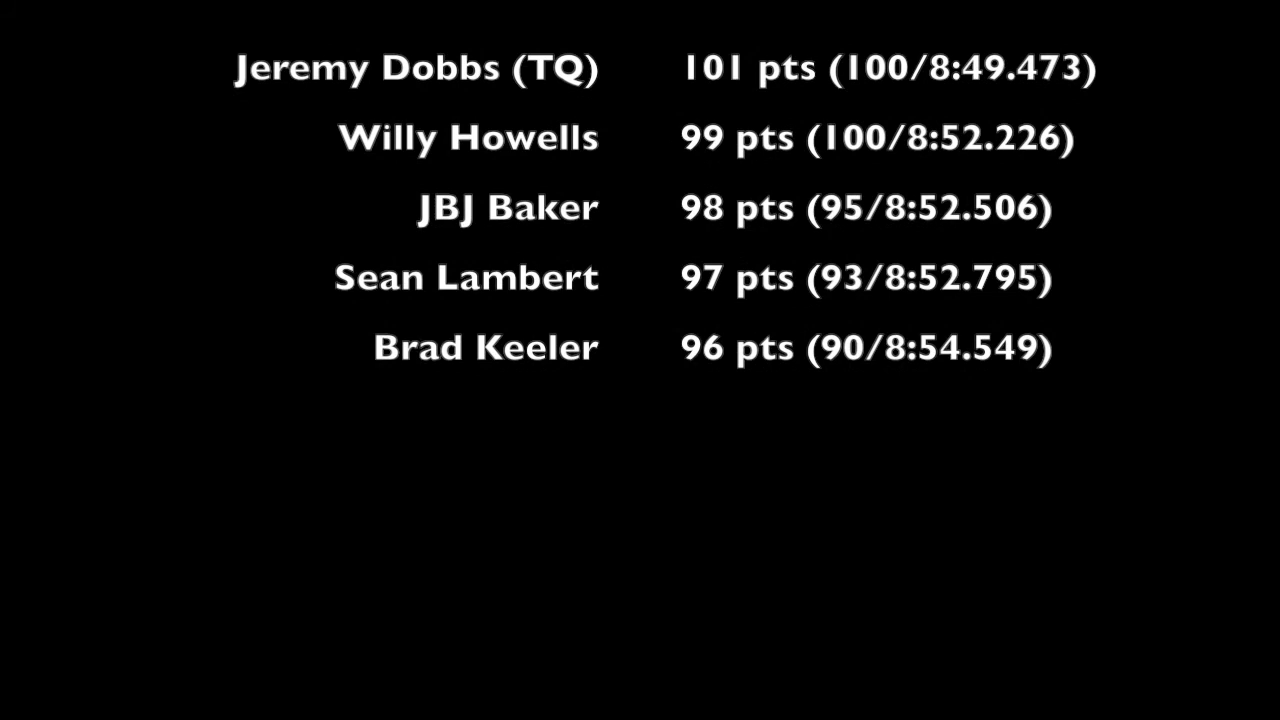 Jeremy Dobbs (TQ) 101 pts (100/8:49.473)
Willy Howells 99 pts (100/8:52.226)
JBJ Baker 98 pts (95/8:52.506)
Sean Lambert 97 pts (93/8:52.795)
Brad Keeler 96 pts (90/8:54.549)